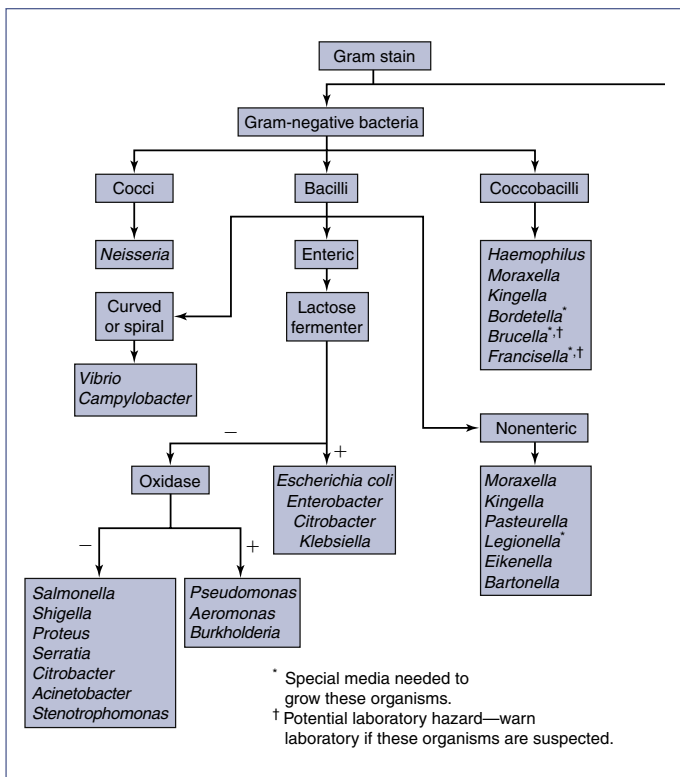 Gram stain
Gram-negative bacteria
Cocci
Bacilli
Coccobacilli
Neisseria
Enteric
Haemophilus
Moraxella
Kingella
Bordetella*
Brucella*,†
Francisella*,†
Curved
or spiral
Lactose
fermenter
Vibrio
Campylobacter
Nonenteric
−
+
Oxidase
Escherichia coli
Enterobacter
Citrobacter
Klebsiella
Moraxella
Kingella
Pasteurella
Legionella*
Eikenella
Bartonella
−
+
Salmonella
Shigella
Proteus
Serratia
Citrobacter
Acinetobacter
Stenotrophomonas
Pseudomonas
Aeromonas
Burkholderia
* Special media needed to
grow these organisms.
† Potential laboratory hazard—warn
laboratory if these organisms are suspected.